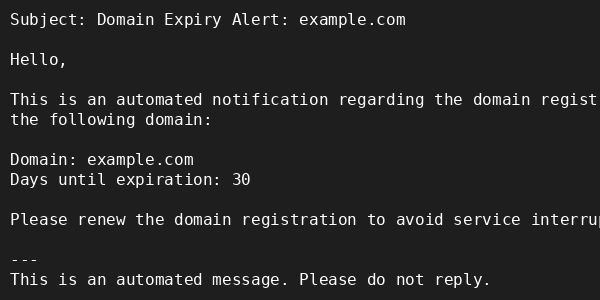 Subject: Domain Expiry Alert: example.com
Hello,
This is an automated notification regarding the domain regist
the following domain:
Domain: example.com
Days until expiration: 30
Please renew the domain registration to avoid service interru
---
This is an automated message. Please do not reply.